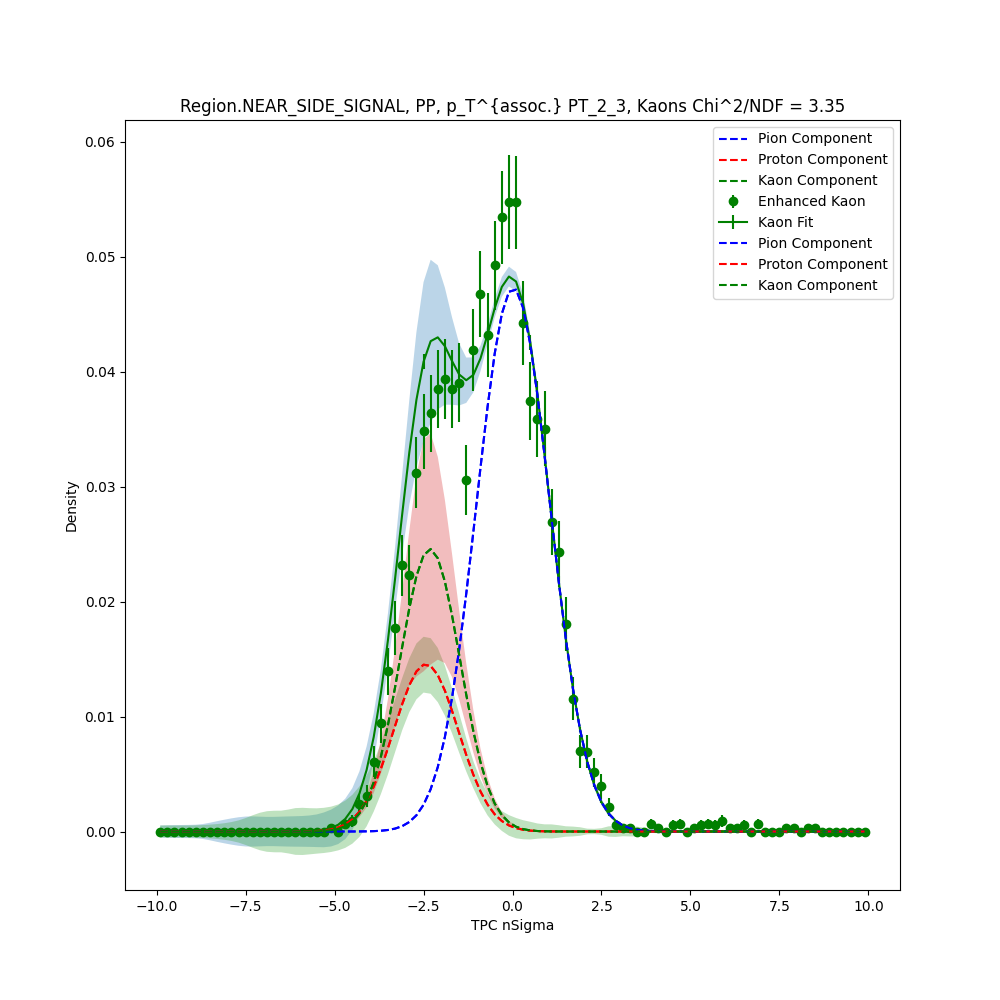 Region.NEAR_SIDE_SIGNAL, PP, p_T^{assoc.} PT_2_3, Kaons Chi^2/NDF = 3.35
Pion Component
Proton Component
Kaon Component
Enhanced Kaon
Kaon Fit
Pion Component
Proton Component
Kaon Component
0.06
0.05
0.04
0.03
0.02
0.01
0.00
Density
−10.0 −7.5 −5.0 −2.5 0.0 2.5 5.0 7.5 10.0
TPC nSigma